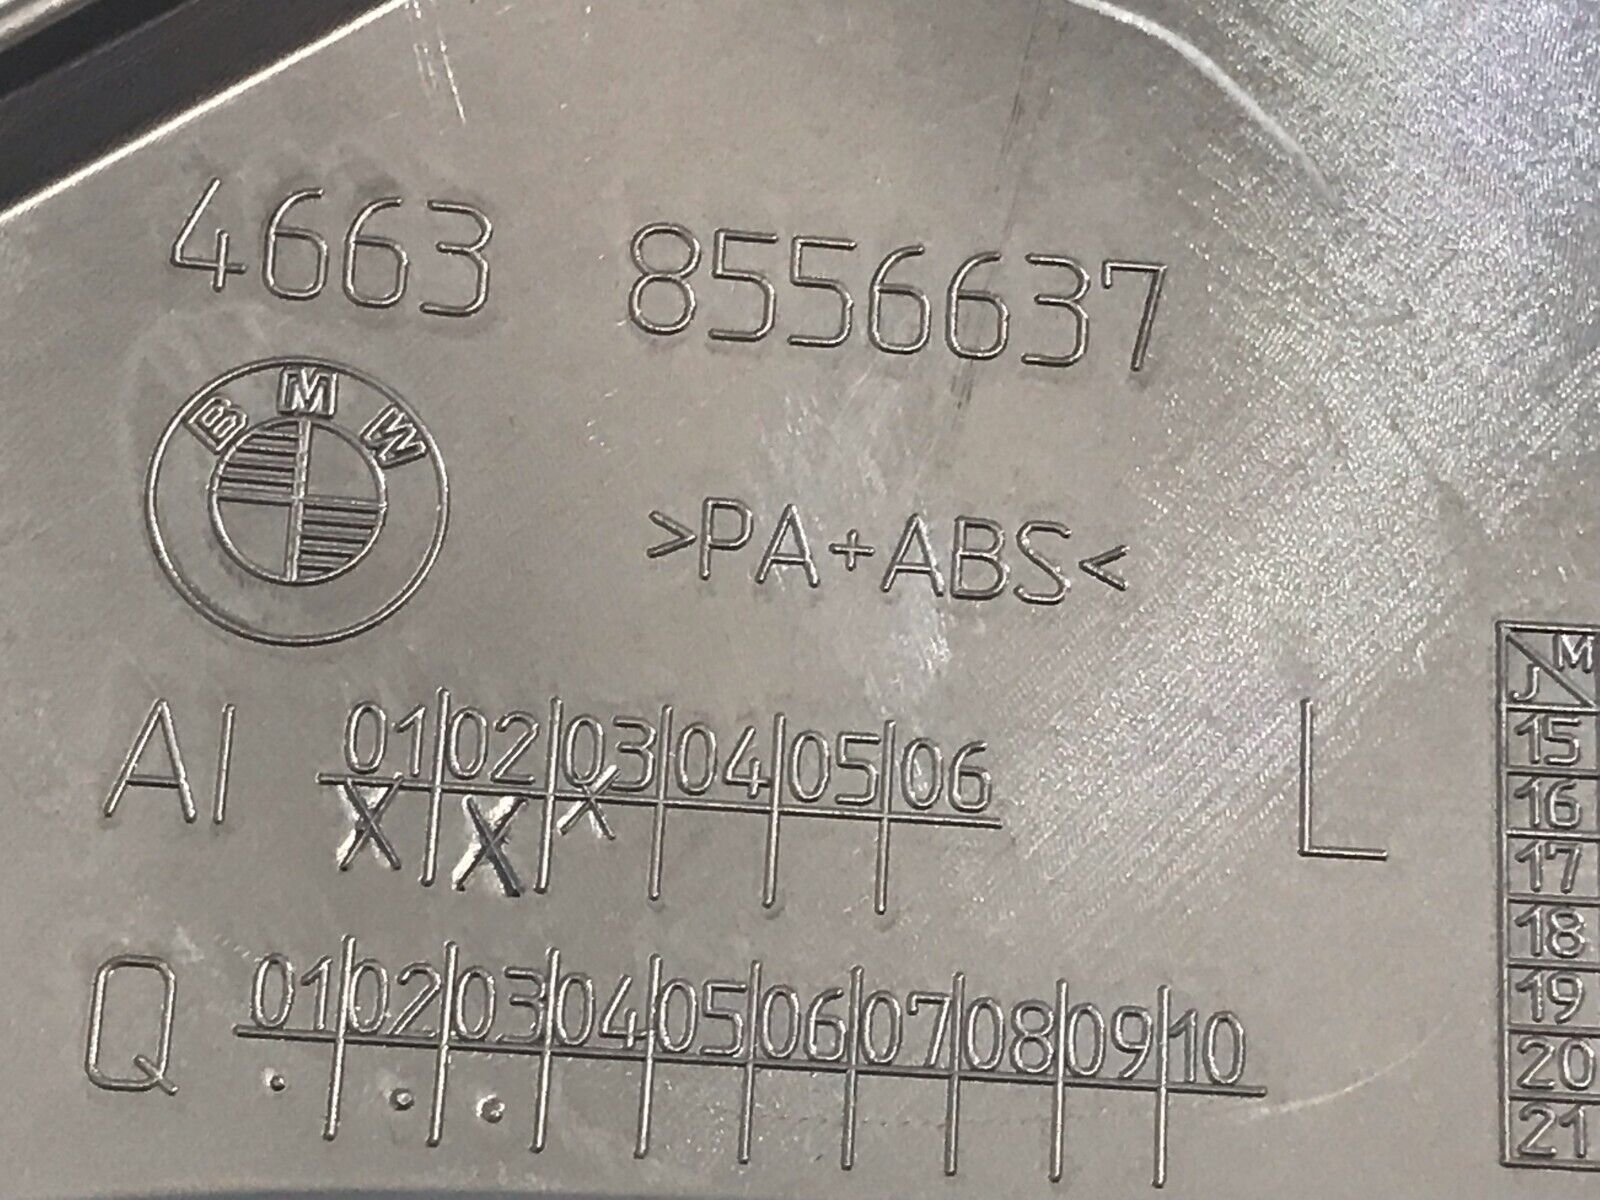 4663 8556637
BMW
>PA+ABS<
AI 01 02 03 04 05 06
X X X
L
Q 01 02 03 04 05 06 07 08 09 10
M
J
15
16
17
18
19
20
21